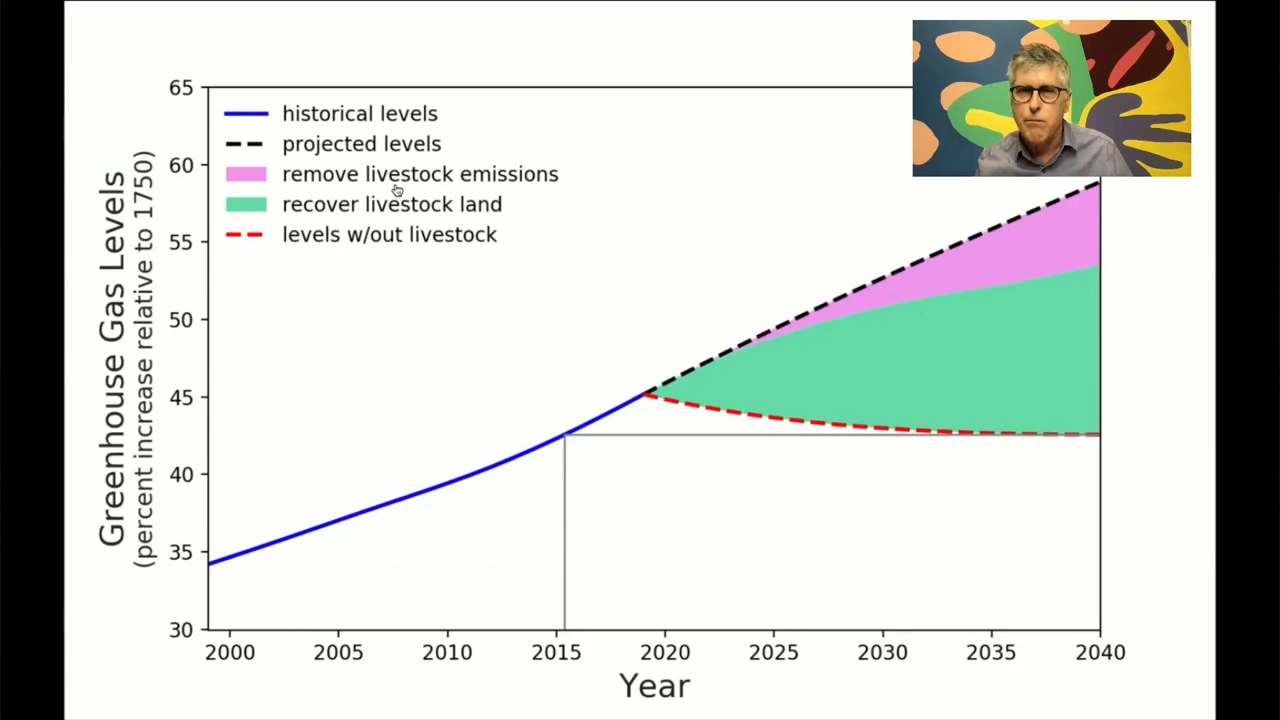 65
60
55
50
45
40
35
30
Greenhouse Gas Levels
(percent increase relative to 1750)
historical levels
projected levels
remove livestock emissions
recover livestock land
levels w/out livestock
2000 2005 2010 2015 2020 2025 2030 2035 2040
Year